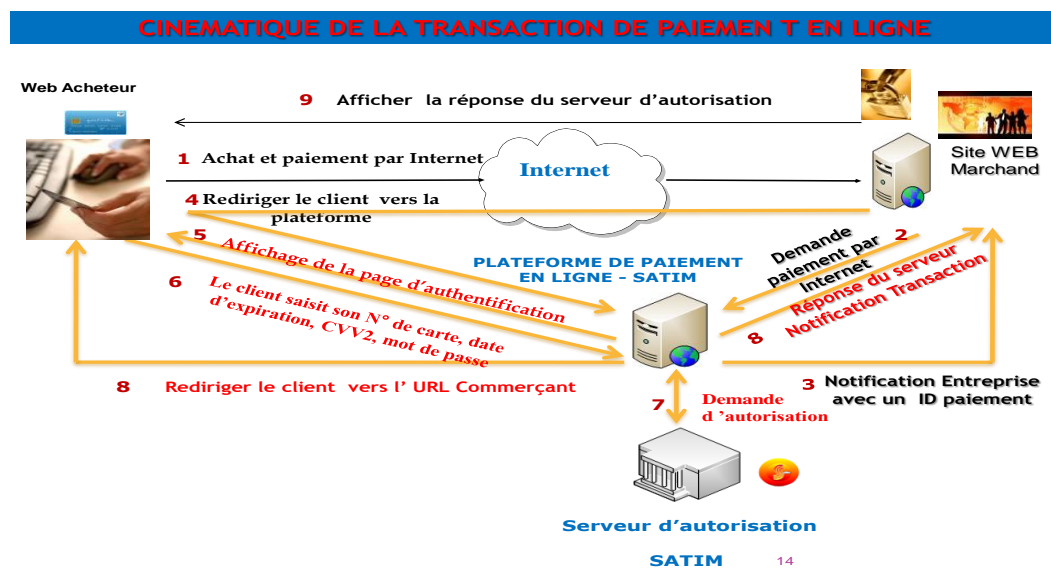 CINEMATIQUE DE LA TRANSACTION DE PAIEMEN T EN LIGNE
Web Acheteur
9 Afficher la réponse du serveur d’autorisation
1 Achat et paiement par Internet
Internet
Site WEB
Marchand
4 Rediriger le client vers la
plateforme
5 Affichage de la page d’authentification
6 Le client saisit son N° de carte, date
d’expiration, CVV2, mot de passe
PLATEFORME DE PAIEMENT
EN LIGNE – SATIM
2
Demande
paiement par
Internet
Réponse du serveur
8 Notification Transaction
8 Rediriger le client vers l’ URL Commerçant
3 Notification Entreprise
avec un ID paiement
7 Demande
d ’autorisation
Serveur d’autorisation
SATIM
14